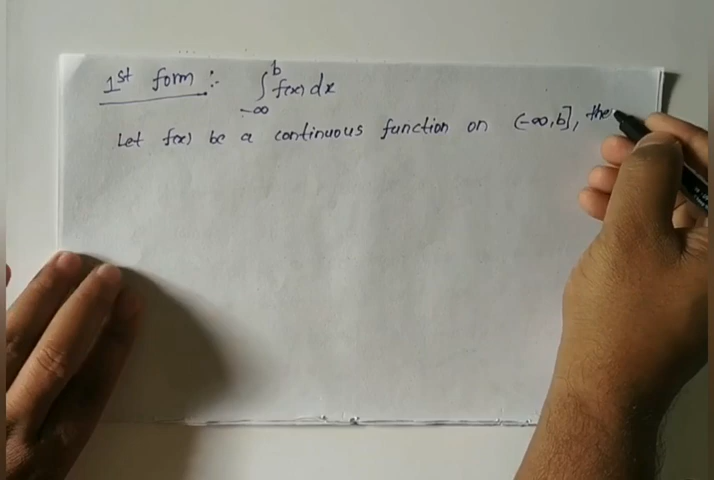 1st form :- ∫_{-∞}^{b} f(x) dx
Let f(x) be a continuous function on (-∞, b], the